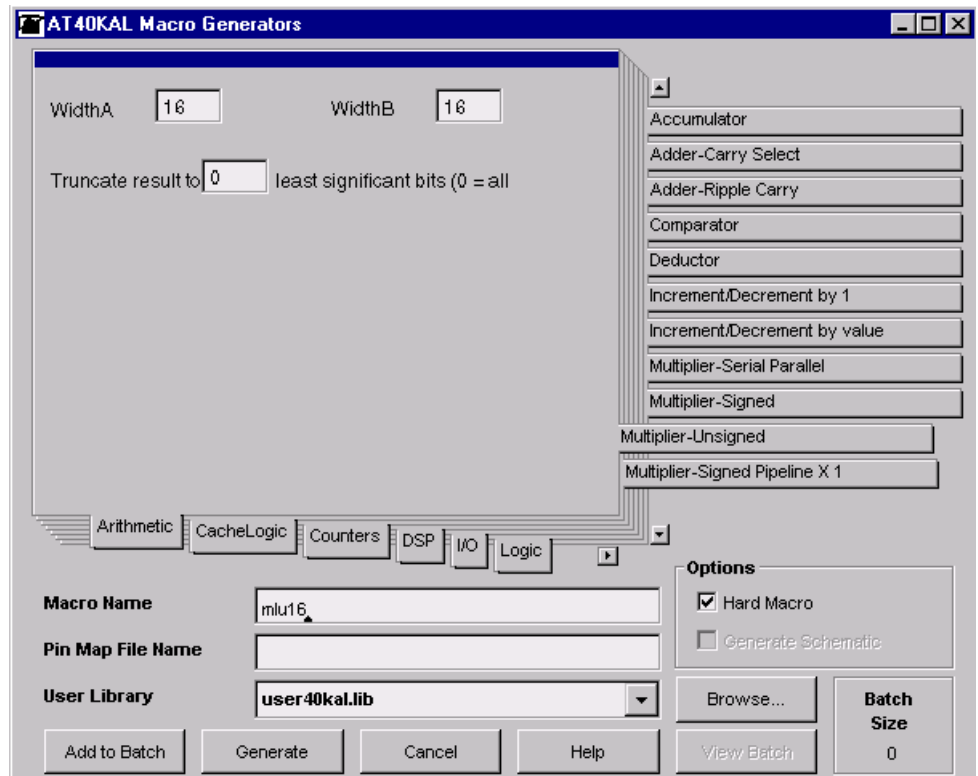 AT40KAL Macro Generators
WidthA 16 WidthB 16
Truncate result to 0 least significant bits (0 = all
Accumulator
Adder-Carry Select
Adder-Ripple Carry
Comparator
Deductor
Increment/Decrement by 1
Increment/Decrement by value
Multiplier-Serial Parallel
Multiplier-Signed
Multiplier-Unsigned
Multiplier-Signed Pipeline X 1
Arithmetic CacheLogic Counters DSP I/O Logic
Macro Name mlu16
Pin Map File Name
User Library user40kal.lib
Options
Hard Macro
Generate Schematic
Browse...
View Batch
Batch Size
0
Add to Batch Generate Cancel Help